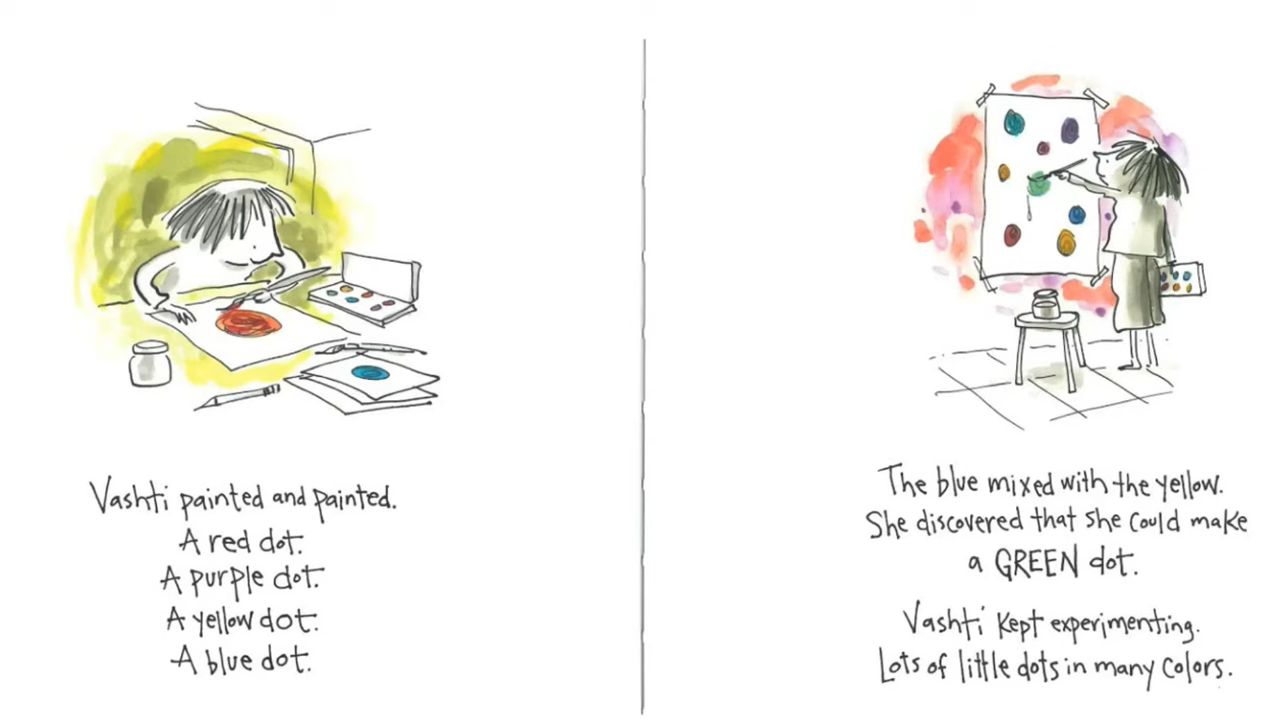 Vashti painted and painted.
A red dot.
A purple dot.
A yellow dot.
A blue dot.
The blue mixed with the yellow.
She discovered that she could make
a GREEN dot.
Vashti kept experimenting.
Lots of little dots in many colors.